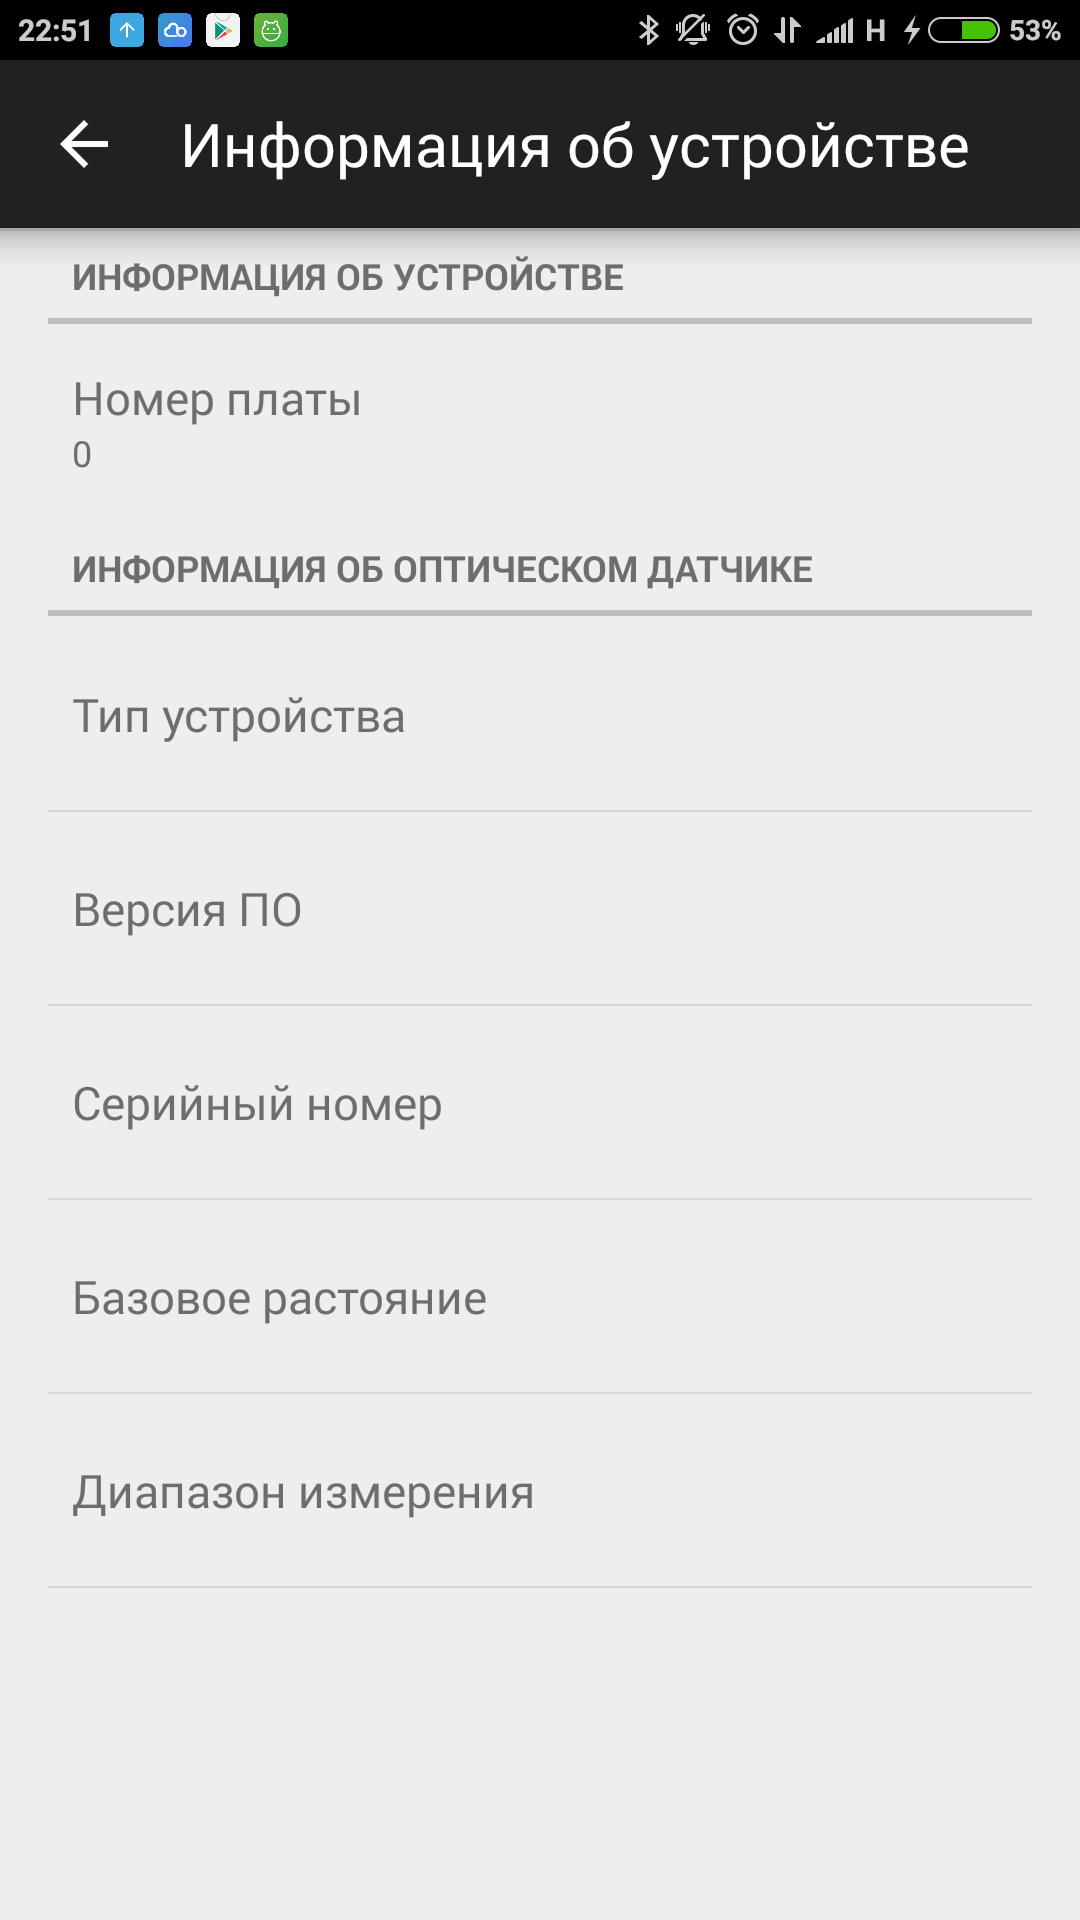 22:51 H 53%
Информация об устройстве
ИНФОРМАЦИЯ ОБ УСТРОЙСТВЕ
Номер платы
0
ИНФОРМАЦИЯ ОБ ОПТИЧЕСКОМ ДАТЧИКЕ
Тип устройства
Версия ПО
Серийный номер
Базовое растояние
Диапазон измерения